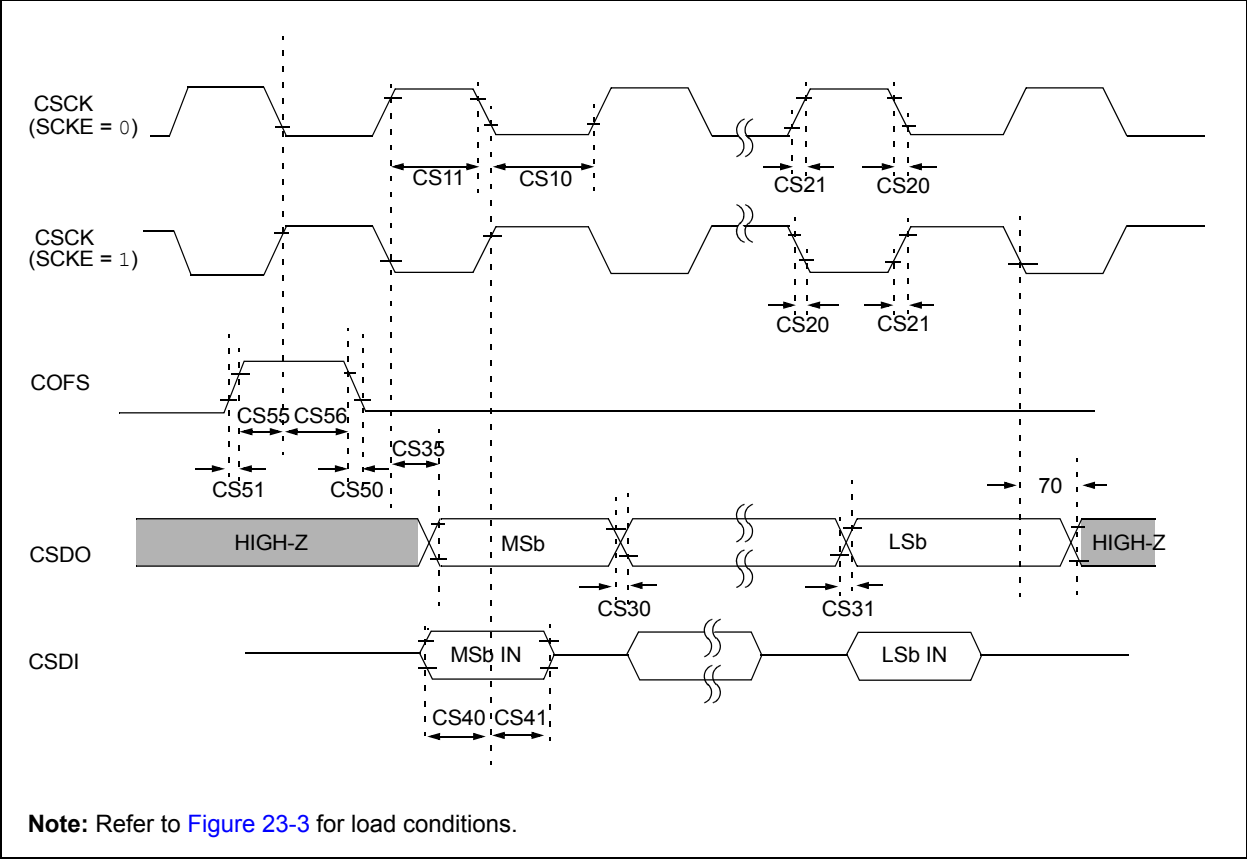 CSCK
(SCKE = 0)
CS11
CS10
CS21
CS20
CSCK
(SCKE = 1)
CS20
CS21
COFS
CS55
CS56
CS35
CS51
CS50
70
CSDO
HIGH-Z
MSb
LSb
HIGH-Z
CS30
CS31
CSDI
MSb IN
LSb IN
CS40
CS41
Note: Refer to Figure 23-3 for load conditions.